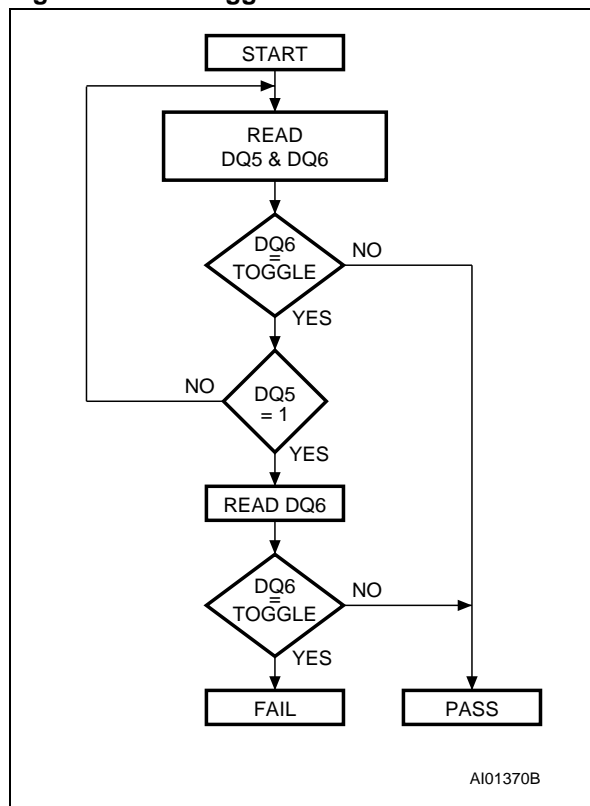 START
READ
DQ5 & DQ6
DQ6
=
TOGGLE
NO
YES
NO
DQ5
= 1
YES
READ DQ6
DQ6
=
TOGGLE
NO
YES
FAIL
PASS
AI01370B